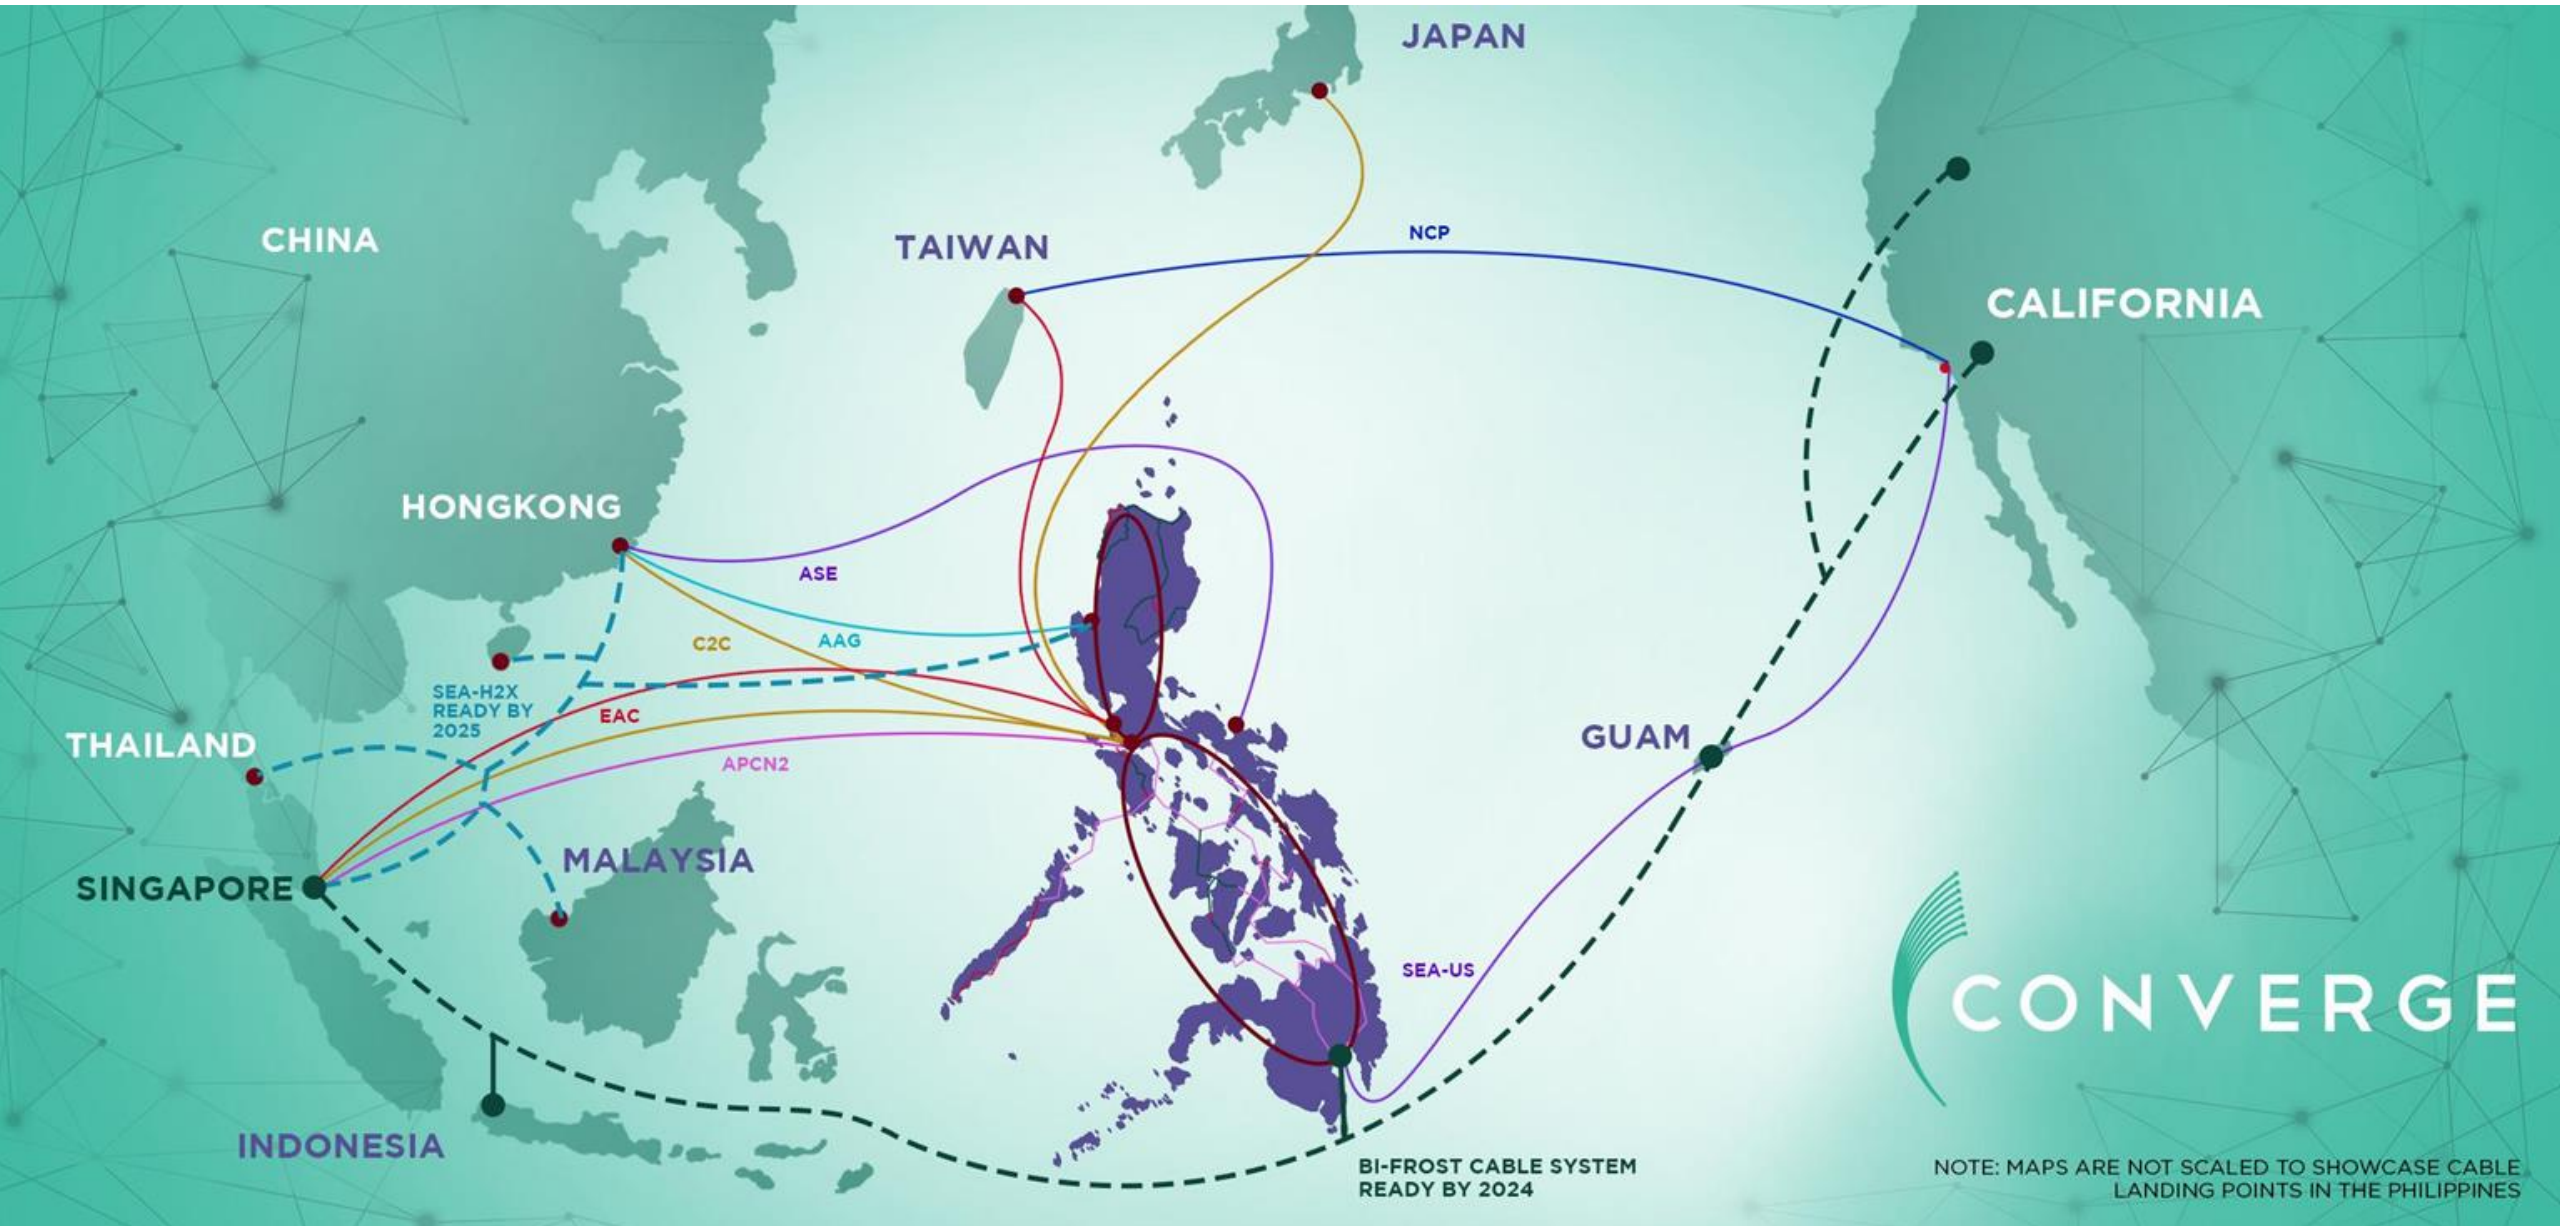 JAPAN
NCP
CHINA
TAIWAN
CALIFORNIA
HONGKONG
ASE
C2C
AAG
SEA-H2X
READY BY
2025
EAC
THAILAND
GUAM
APCN2
MALAYSIA
SINGAPORE
SEA-US
CONVERGE
INDONESIA
BI-FROST CABLE SYSTEM
READY BY 2024
NOTE: MAPS ARE NOT SCALED TO SHOWCASE CABLE
LANDING POINTS IN THE PHILIPPINES